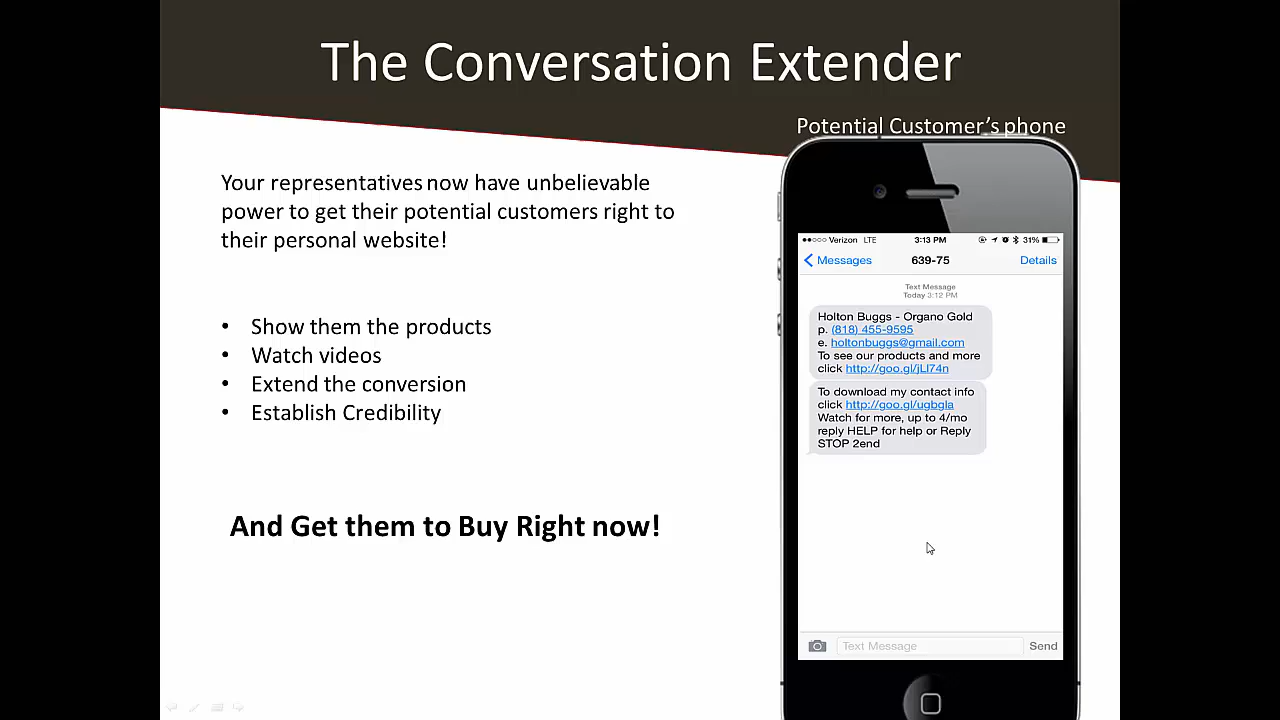 The Conversation Extender
Potential Customer's phone
Your representatives now have unbelievable
power to get their potential customers right to
their personal website!
• Show them the products
• Watch videos
• Extend the conversion
• Establish Credibility
And Get them to Buy Right now!
Verizon LTE 3:13 PM 31%
Messages 639-75 Details
Text Message
Today 3:12 PM
Holton Buggs - Organo Gold
p. (818) 455-9595
e. holtonbuggs@gmail.com
To see our products and more
click http://goo.gl/jLI74n
To download my contact info
click http://goo.gl/ugbgla
Watch for more, up to 4/mo
reply HELP for help or Reply
STOP 2end
Text Message Send